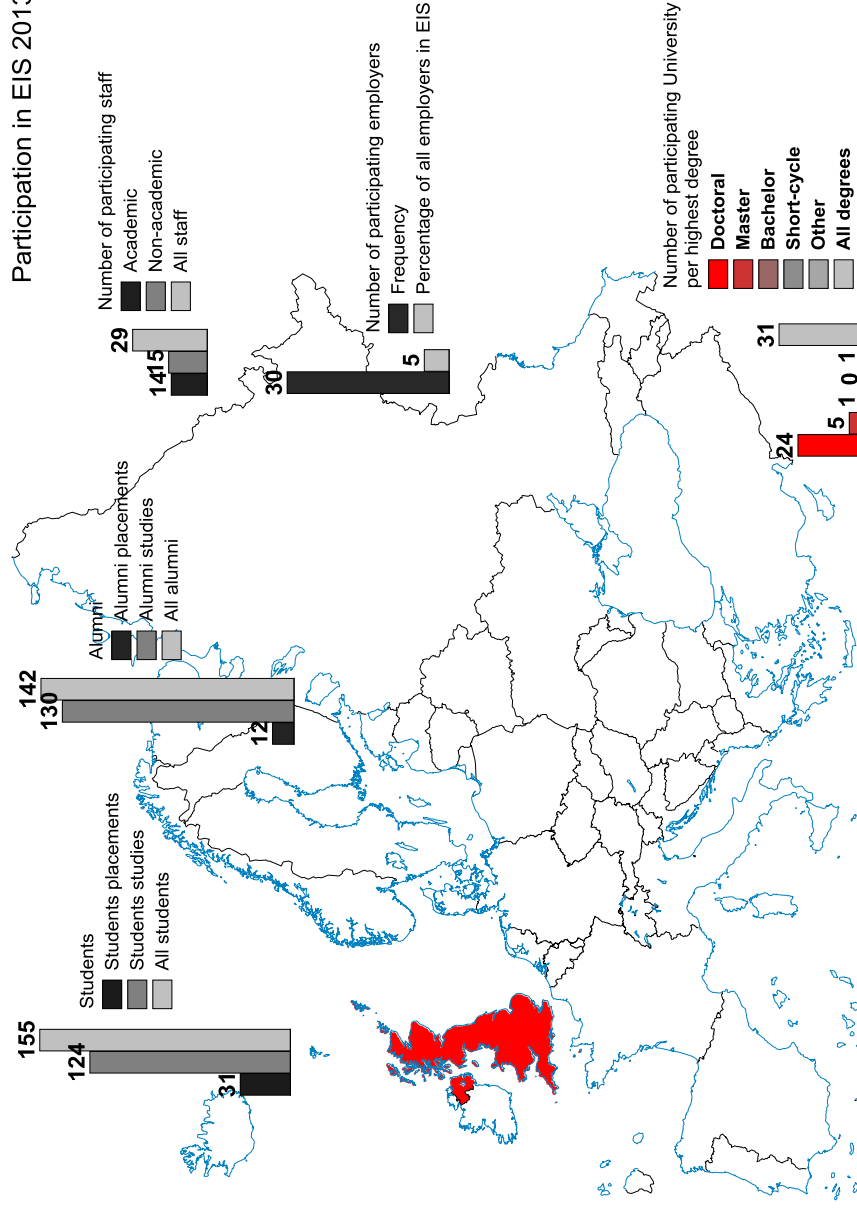 Participation in EIS 2013
Students
Students placements
Students studies
All students
155
124
31
Alumni
Alumni placements
Alumni studies
All alumni
142
130
12
Number of participating staff
Academic
Non-academic
All staff
29
15
14
Number of participating employers
Frequency
Percentage of all employers in EIS
30
5
Number of participating University
per highest degree
Doctoral
Master
Bachelor
Short-cycle
Other
All degrees
24
5
1
0
1
31